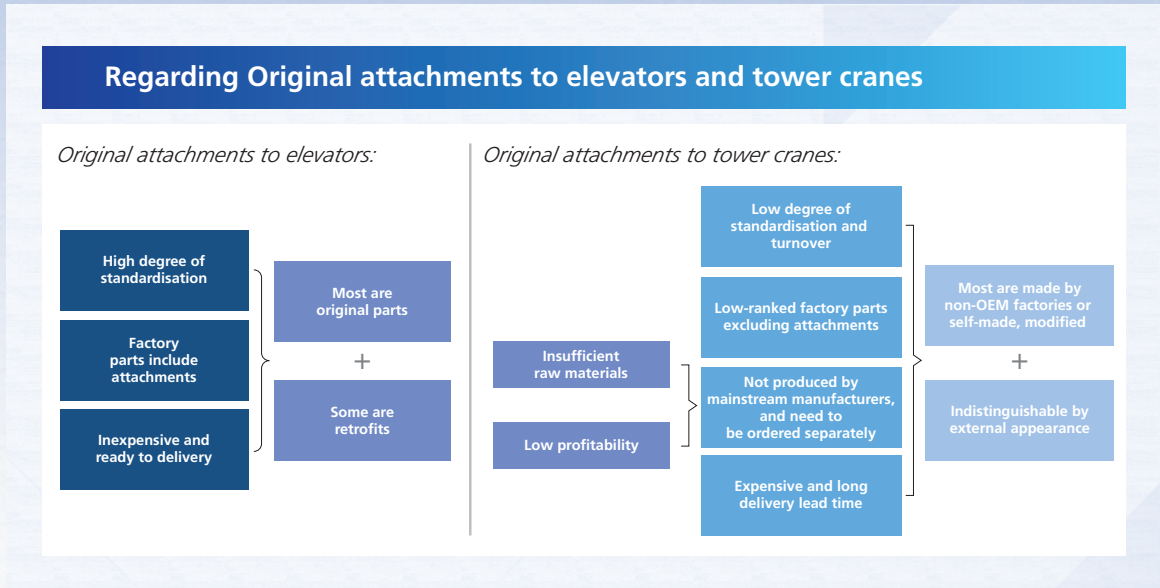 Regarding Original attachments to elevators and tower cranes
Original attachments to elevators:
High degree of
standardisation
Factory
parts include
attachments
Inexpensive and
ready to delivery
Most are
original parts
+
Some are
retrofits
Original attachments to tower cranes:
Insufficient
raw materials
Low profitability
Low degree of
standardisation and
turnover
Low-ranked factory parts
excluding attachments
Not produced by
mainstream manufacturers,
and need to
be ordered separately
Expensive and long
delivery lead time
Most are made by
non-OEM factories or
self-made, modified
+
Indistinguishable by
external appearance